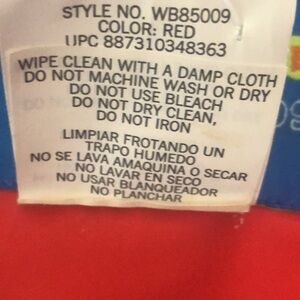 STYLE NO. WB85009
COLOR: RED
UPC 887310348363
WIPE CLEAN WITH A DAMP CLOTH
DO NOT MACHINE WASH OR DRY
DO NOT USE BLEACH
DO NOT DRY CLEAN,
DO NOT IRON
LIMPIAR FROTANDO UN
TRAPO HUMEDO
NO SE LAVA AMAQUINA O SECAR
NO LAVAR EN SECO
NO USAR BLANQUEADOR
NO PLANCHAR